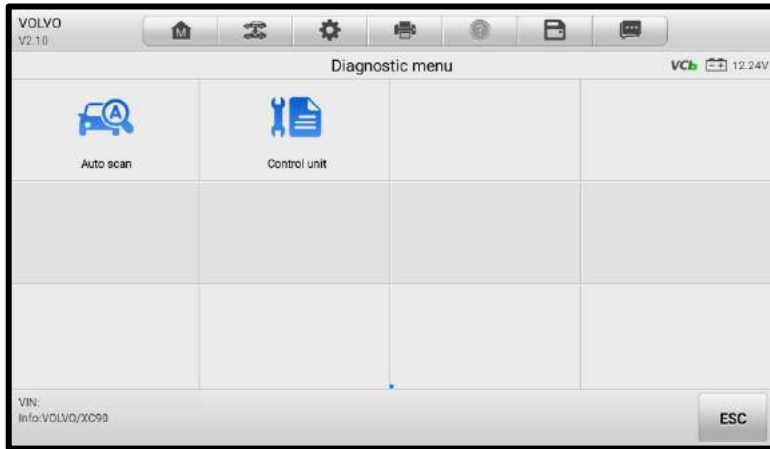 VOLVO
V2.10
M
Diagnostic menu
VCb 12.24V
A
Auto scan
Control unit
VIN:
Info:VOLVO/XC90
ESC